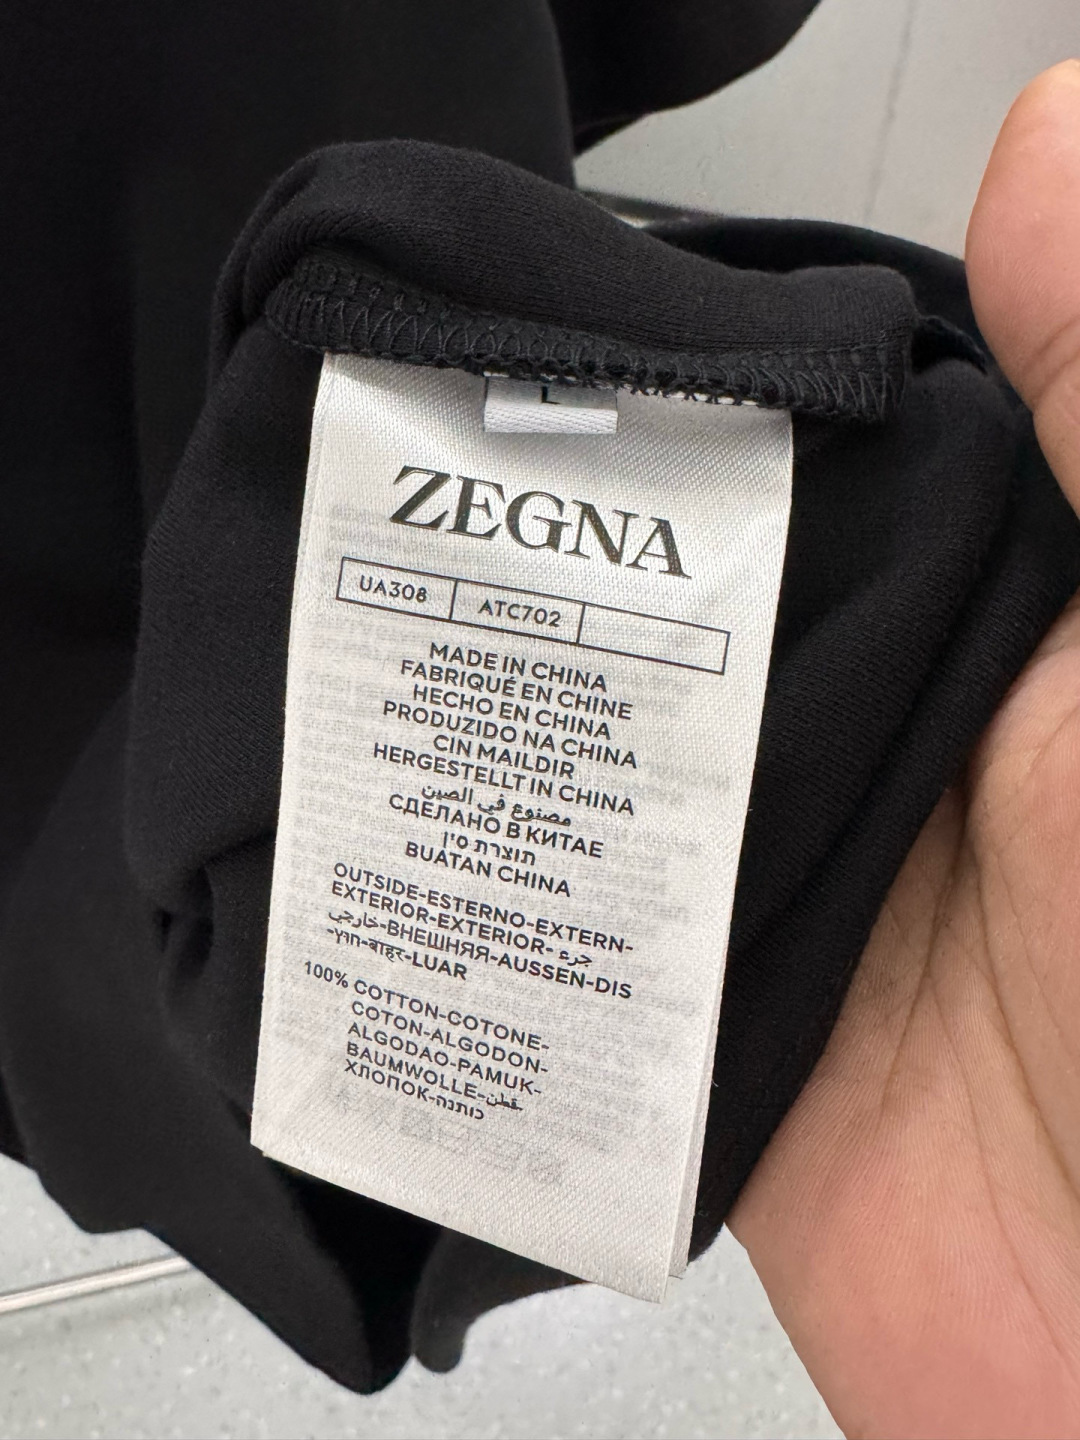 L
ZEGNA
UA308 ATC702
MADE IN CHINA
FABRIQUÉ EN CHINE
HECHO EN CHINA
PRODUZIDO NA CHINA
CIN MAILDIR
HERGESTELLT IN CHINA
مصنوع في الصين
СДЕЛАНО В КИТАЕ
תוצרת סין
BUATAN CHINA
OUTSIDE-ESTERNO-EXTERN-
EXTERIOR-EXTERIOR- جزء
خارجي-ВНЕШНЯЯ-AUSSEN-DIS
-חוץ-बाहर-LUAR
100% COTTON-COTONE-
COTON-ALGODON-
ALGODAO-PAMUK-
BAUMWOLLE-قطن-
ХЛОПОК-כותנה